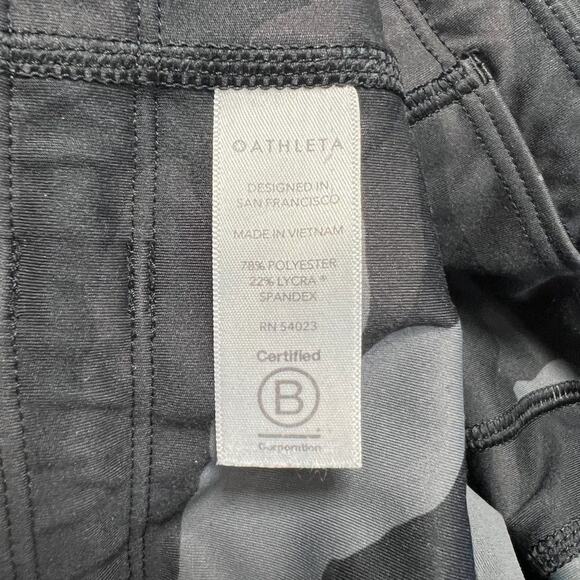 ATHLETA
DESIGNED IN
SAN FRANCISCO
MADE IN VIETNAM
78% POLYESTER
22% LYCRA +
SPANDEX
RN 54023
Certified
B
Corporation